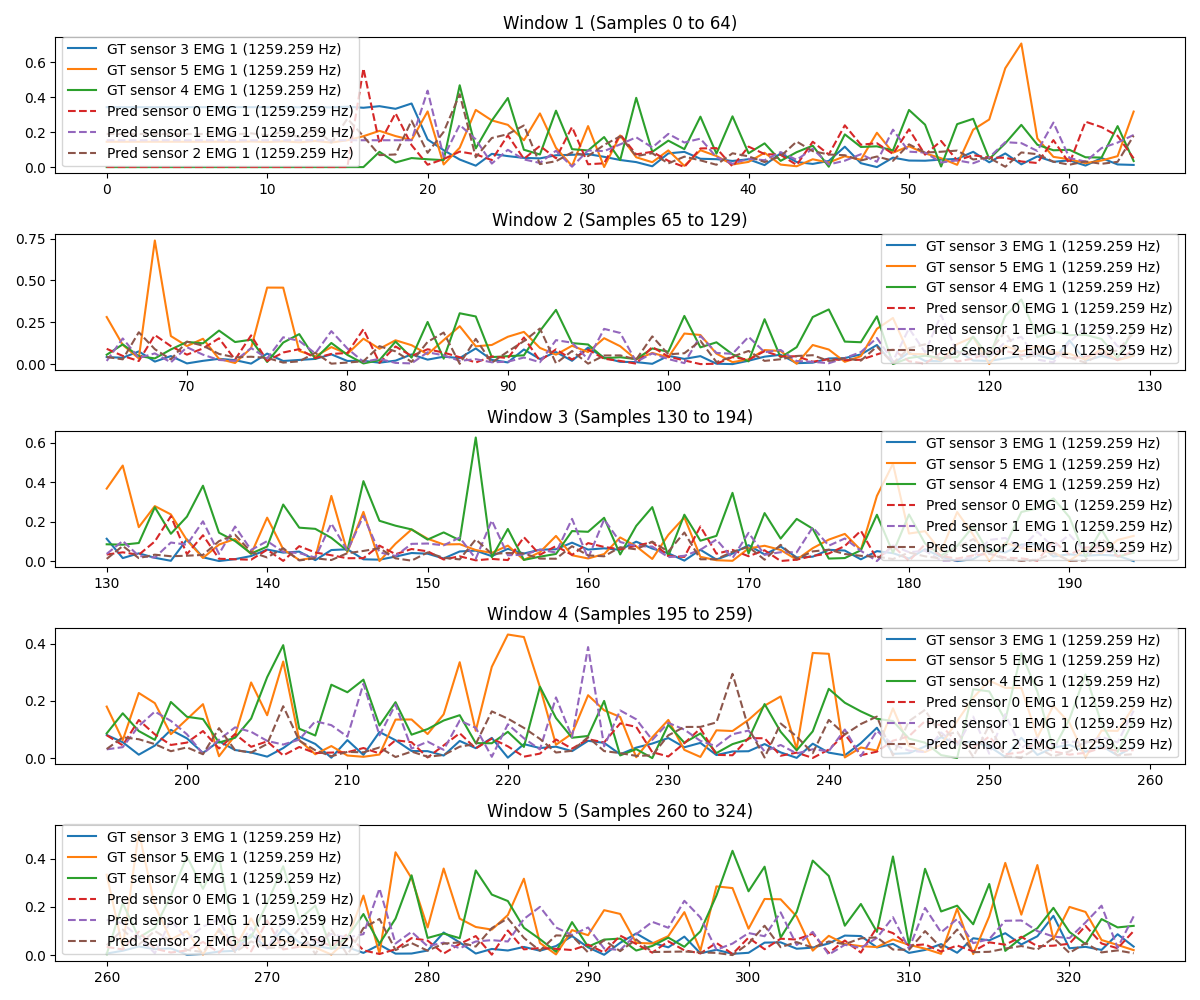 Window 1 (Samples 0 to 64)
0.6
0.4
0.2
0.0
GT sensor 3 EMG 1 (1259.259 Hz)
GT sensor 5 EMG 1 (1259.259 Hz)
GT sensor 4 EMG 1 (1259.259 Hz)
Pred sensor 0 EMG 1 (1259.259 Hz)
Pred sensor 1 EMG 1 (1259.259 Hz)
Pred sensor 2 EMG 1 (1259.259 Hz)
0 10 20 30 40 50 60
Window 2 (Samples 65 to 129)
0.75
0.50
0.25
0.00
GT sensor 3 EMG 1 (1259.259 Hz)
GT sensor 5 EMG 1 (1259.259 Hz)
GT sensor 4 EMG 1 (1259.259 Hz)
Pred sensor 0 EMG 1 (1259.259 Hz)
Pred sensor 1 EMG 1 (1259.259 Hz)
Pred sensor 2 EMG 1 (1259.259 Hz)
70 80 90 100 110 120 130
Window 3 (Samples 130 to 194)
0.6
0.4
0.2
0.0
GT sensor 3 EMG 1 (1259.259 Hz)
GT sensor 5 EMG 1 (1259.259 Hz)
GT sensor 4 EMG 1 (1259.259 Hz)
Pred sensor 0 EMG 1 (1259.259 Hz)
Pred sensor 1 EMG 1 (1259.259 Hz)
Pred sensor 2 EMG 1 (1259.259 Hz)
130 140 150 160 170 180 190
Window 4 (Samples 195 to 259)
0.4
0.2
0.0
GT sensor 3 EMG 1 (1259.259 Hz)
GT sensor 5 EMG 1 (1259.259 Hz)
GT sensor 4 EMG 1 (1259.259 Hz)
Pred sensor 0 EMG 1 (1259.259 Hz)
Pred sensor 1 EMG 1 (1259.259 Hz)
Pred sensor 2 EMG 1 (1259.259 Hz)
200 210 220 230 240 250 260
Window 5 (Samples 260 to 324)
0.4
0.2
0.0
GT sensor 3 EMG 1 (1259.259 Hz)
GT sensor 5 EMG 1 (1259.259 Hz)
GT sensor 4 EMG 1 (1259.259 Hz)
Pred sensor 0 EMG 1 (1259.259 Hz)
Pred sensor 1 EMG 1 (1259.259 Hz)
Pred sensor 2 EMG 1 (1259.259 Hz)
260 270 280 290 300 310 320